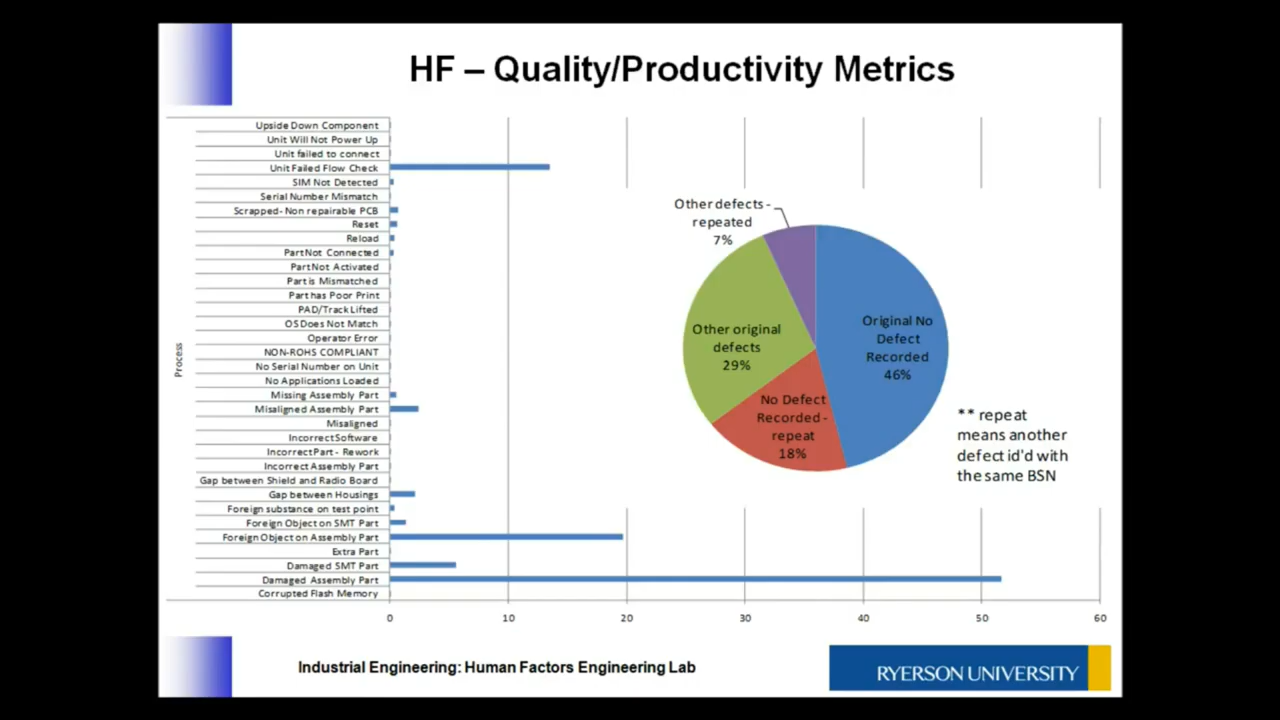 HF – Quality/Productivity Metrics
Process
Upside Down Component
Unit Will Not Power Up
Unit failed to connect
Unit Failed Flow Check
SIM Not Detected
Serial Number Mismatch
Scrapped- Non repairable PCB
Reset
Reload
Part Not Connected
Part Not Activated
Part is Mismatched
Part has Poor Print
PAD/Track Lifted
OS Does Not Match
Operator Error
NON-ROHS COMPLIANT
No Serial Number on Unit
No Applications Loaded
Missing Assembly Part
Misaligned Assembly Part
Misaligned
Incorrect Software
Incorrect Part - Rework
Incorrect Assembly Part
Gap between Shield and Radio Board
Gap between Housings
Foreign substance on test point
Foreign Object on SMT Part
Foreign Object on Assembly Part
Extra Part
Damaged SMT Part
Damaged Assembly Part
Corrupted Flash Memory
0 10 20 30 40 50 60
Other defects -
repeated
7%
Original No
Defect
Recorded
46%
Other original
defects
29%
No Defect
Recorded -
repeat
18%
** repeat
means another
defect id'd with
the same BSN
Industrial Engineering: Human Factors Engineering Lab
RYERSON UNIVERSITY